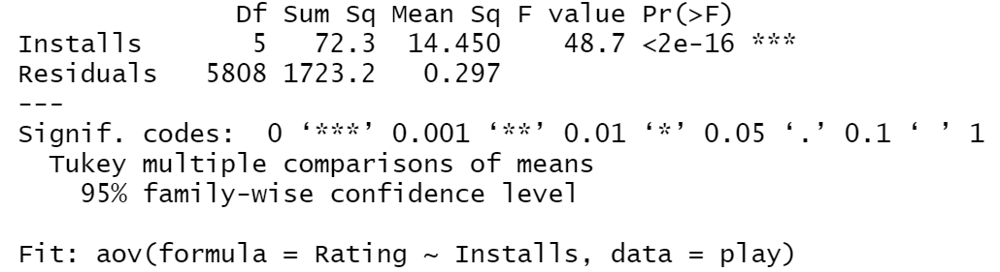 Df Sum Sq Mean Sq F value Pr(>F)
Installs 5 72.3 14.450 48.7 <2e-16 ***
Residuals 5808 1723.2 0.297
---
Signif. codes: 0 ‘***’ 0.001 ‘**’ 0.01 ‘*’ 0.05 ‘.’ 0.1 ‘ ’ 1
Tukey multiple comparisons of means
95% family-wise confidence level
Fit: aov(formula = Rating ~ Installs, data = play)